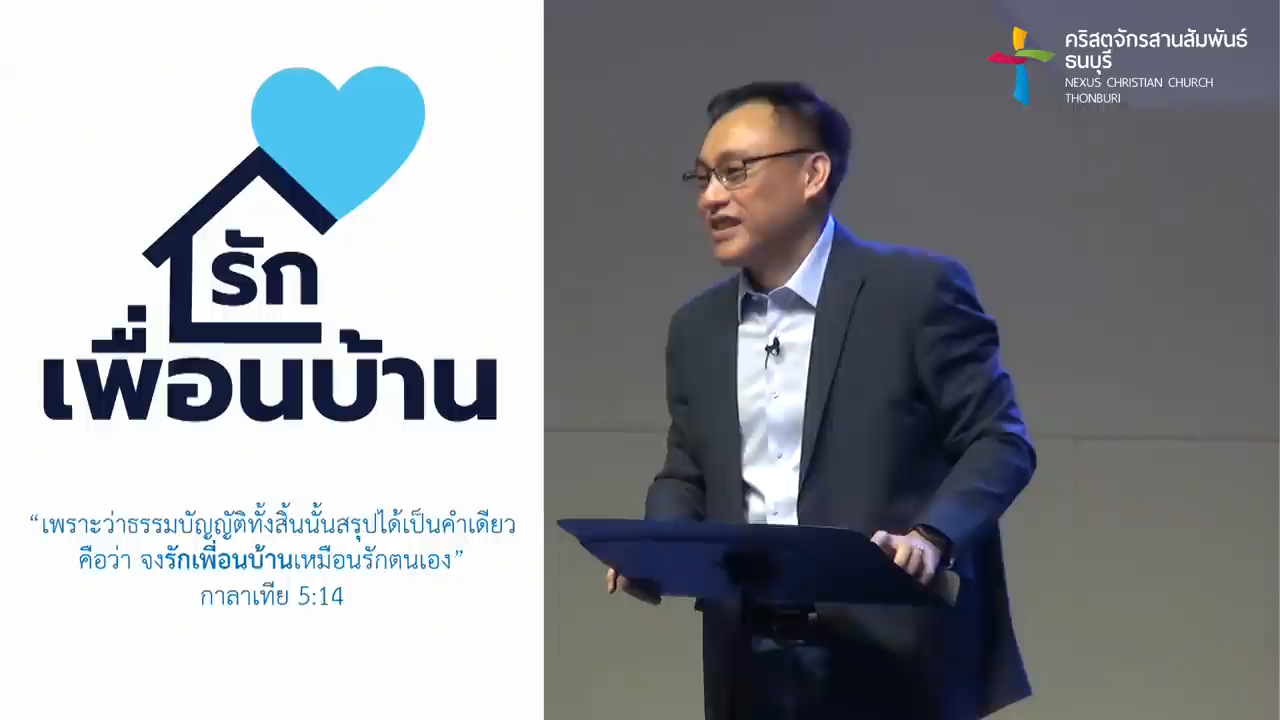 รัก
เพื่อนบ้าน
“เพราะว่าธรรมบัญญัติทั้งสิ้นนั้นสรุปได้เป็นคำเดียว
คือว่า จงรักเพื่อนบ้านเหมือนรักตนเอง”
กาลาเทีย 5:14
คริสตจักรสานสัมพันธ์
ธนบุรี
NEXUS CHRISTIAN CHURCH
THONBURI